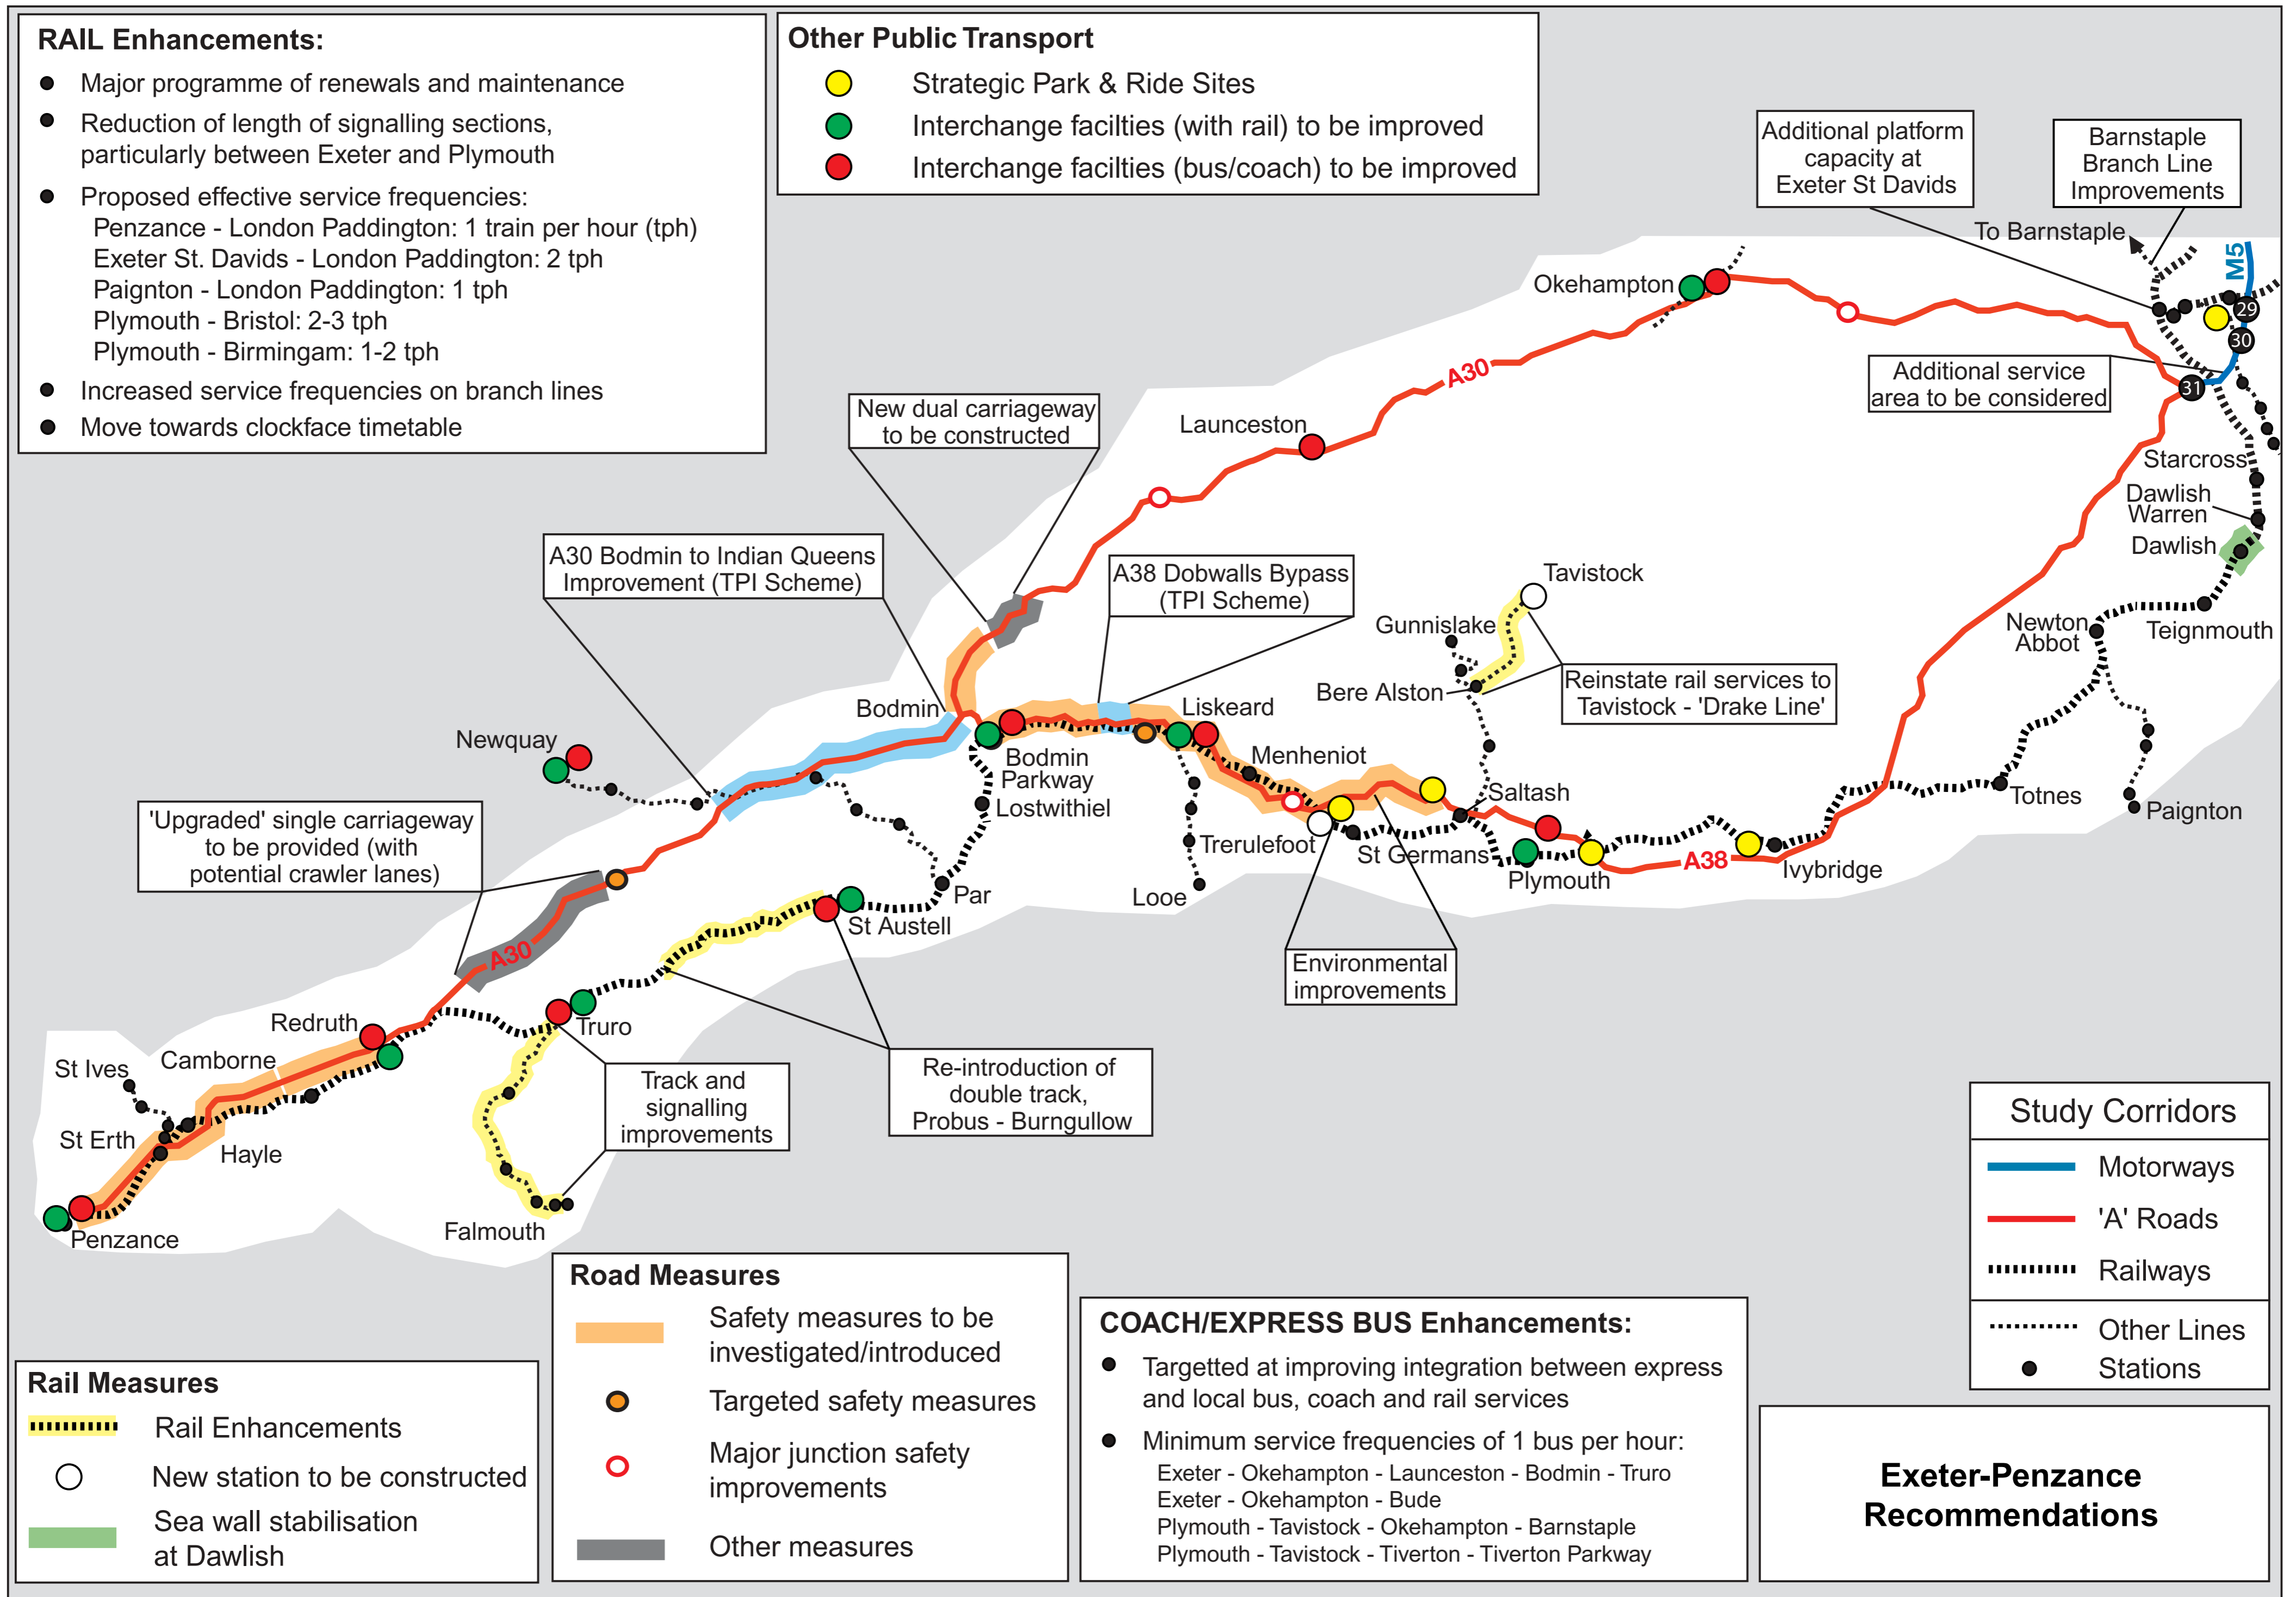 RAIL Enhancements:
Major programme of renewals and maintenance
Reduction of length of signalling sections,
particularly between Exeter and Plymouth
Proposed effective service frequencies:
Penzance - London Paddington: 1 train per hour (tph)
Exeter St. Davids - London Paddington: 2 tph
Paignton - London Paddington: 1 tph
Plymouth - Bristol: 2-3 tph
Plymouth - Birmingam: 1-2 tph
Increased service frequencies on branch lines
Move towards clockface timetable
Other Public Transport
Strategic Park & Ride Sites
Interchange facilties (with rail) to be improved
Interchange facilties (bus/coach) to be improved
Additional platform
capacity at
Exeter St Davids
Barnstaple
Branch Line
Improvements
To Barnstaple
M5
29
30
31
Okehampton
Additional service
area to be considered
A30
New dual carriageway
to be constructed
Launceston
Starcross
Dawlish
Warren
Dawlish
A30 Bodmin to Indian Queens
Improvement (TPI Scheme)
A38 Dobwalls Bypass
(TPI Scheme)
Tavistock
Gunnislake
Newton
Abbot
Teignmouth
Bere Alston
Reinstate rail services to
Tavistock - 'Drake Line'
Bodmin
Liskeard
Newquay
Bodmin
Parkway
Menheniot
Lostwithiel
Saltash
Totnes
Paignton
'Upgraded' single carriageway
to be provided (with
potential crawler lanes)
Trerulefoot
St Germans
Plymouth
A38
Ivybridge
Par
Looe
St Austell
A30
Environmental
improvements
Redruth
Truro
Camborne
St Ives
Track and
signalling
improvements
Re-introduction of
double track,
Probus - Burngullow
St Erth
Hayle
Penzance
Falmouth
Study Corridors
Motorways
'A' Roads
Railways
Other Lines
Stations
Road Measures
Safety measures to be
investigated/introduced
Targeted safety measures
Major junction safety
improvements
Other measures
Rail Measures
Rail Enhancements
New station to be constructed
Sea wall stabilisation
at Dawlish
COACH/EXPRESS BUS Enhancements:
Targetted at improving integration between express
and local bus, coach and rail services
Minimum service frequencies of 1 bus per hour:
Exeter - Okehampton - Launceston - Bodmin - Truro
Exeter - Okehampton - Bude
Plymouth - Tavistock - Okehampton - Barnstaple
Plymouth - Tavistock - Tiverton - Tiverton Parkway
Exeter-Penzance
Recommendations